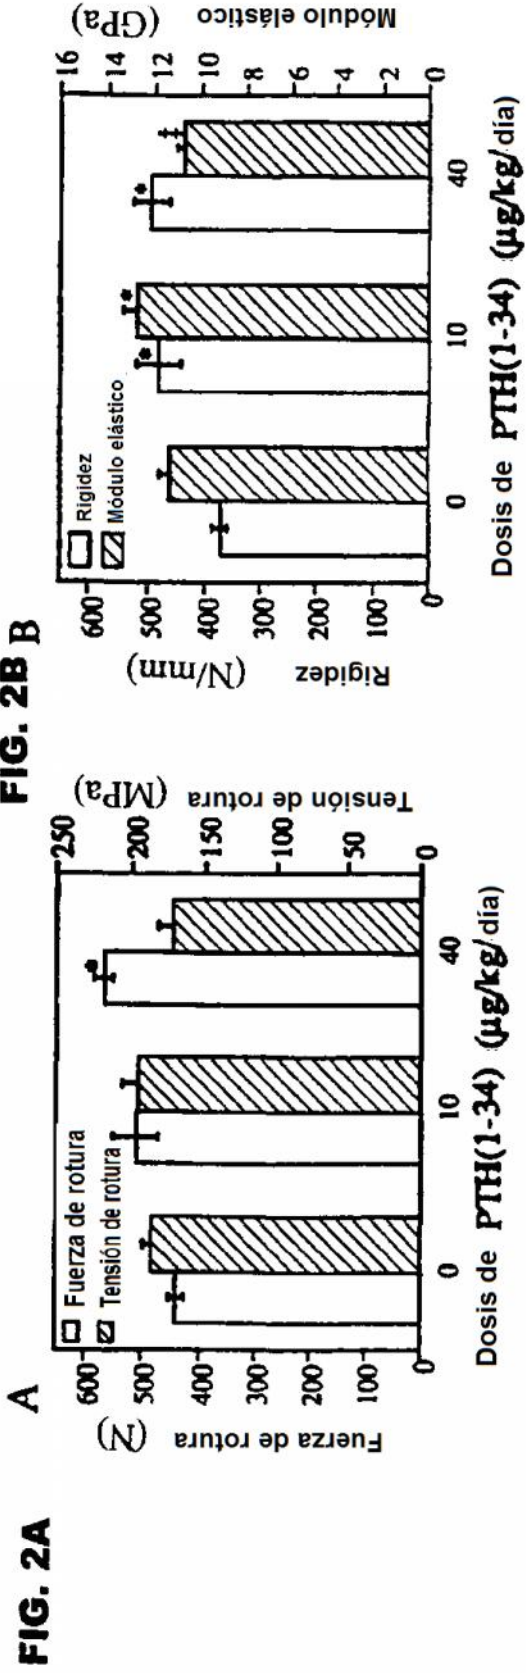 FIG. 2A
A
Fuerza de rotura (N)
600
500
400
300
200
100
0
Fuerza de rotura
Tensión de rotura
*
250
200
150
100
50
0
Tensión de rotura (MPa)
0 10 40
Dosis de PTH(1-34) (µg/kg/día)
FIG. 2B
B
Rigidez (N/mm)
600
500
400
300
200
100
0
Rigidez
Módulo elástico
* * *
16
14
12
10
8
6
4
2
0
Módulo elástico (GPa)
0 10 40
Dosis de PTH(1-34) (µg/kg/día)